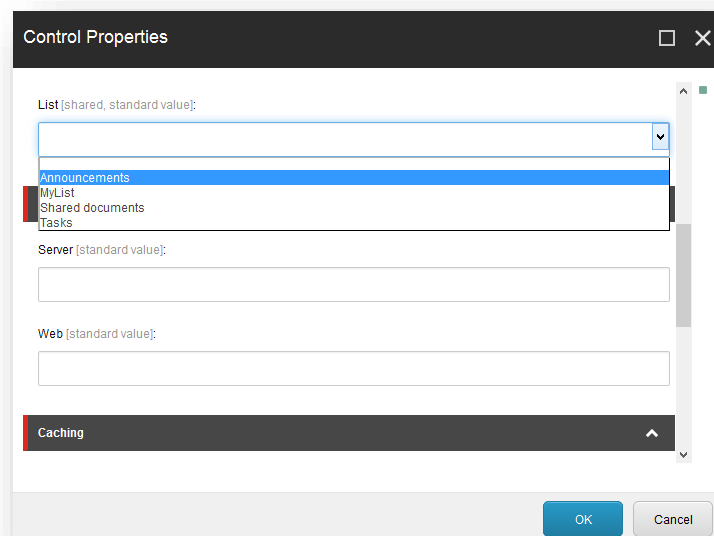 Control Properties
List [shared, standard value]:
Announcements
MyList
Shared documents
Tasks
Server [standard value]:
Web [standard value]:
Caching
OK
Cancel